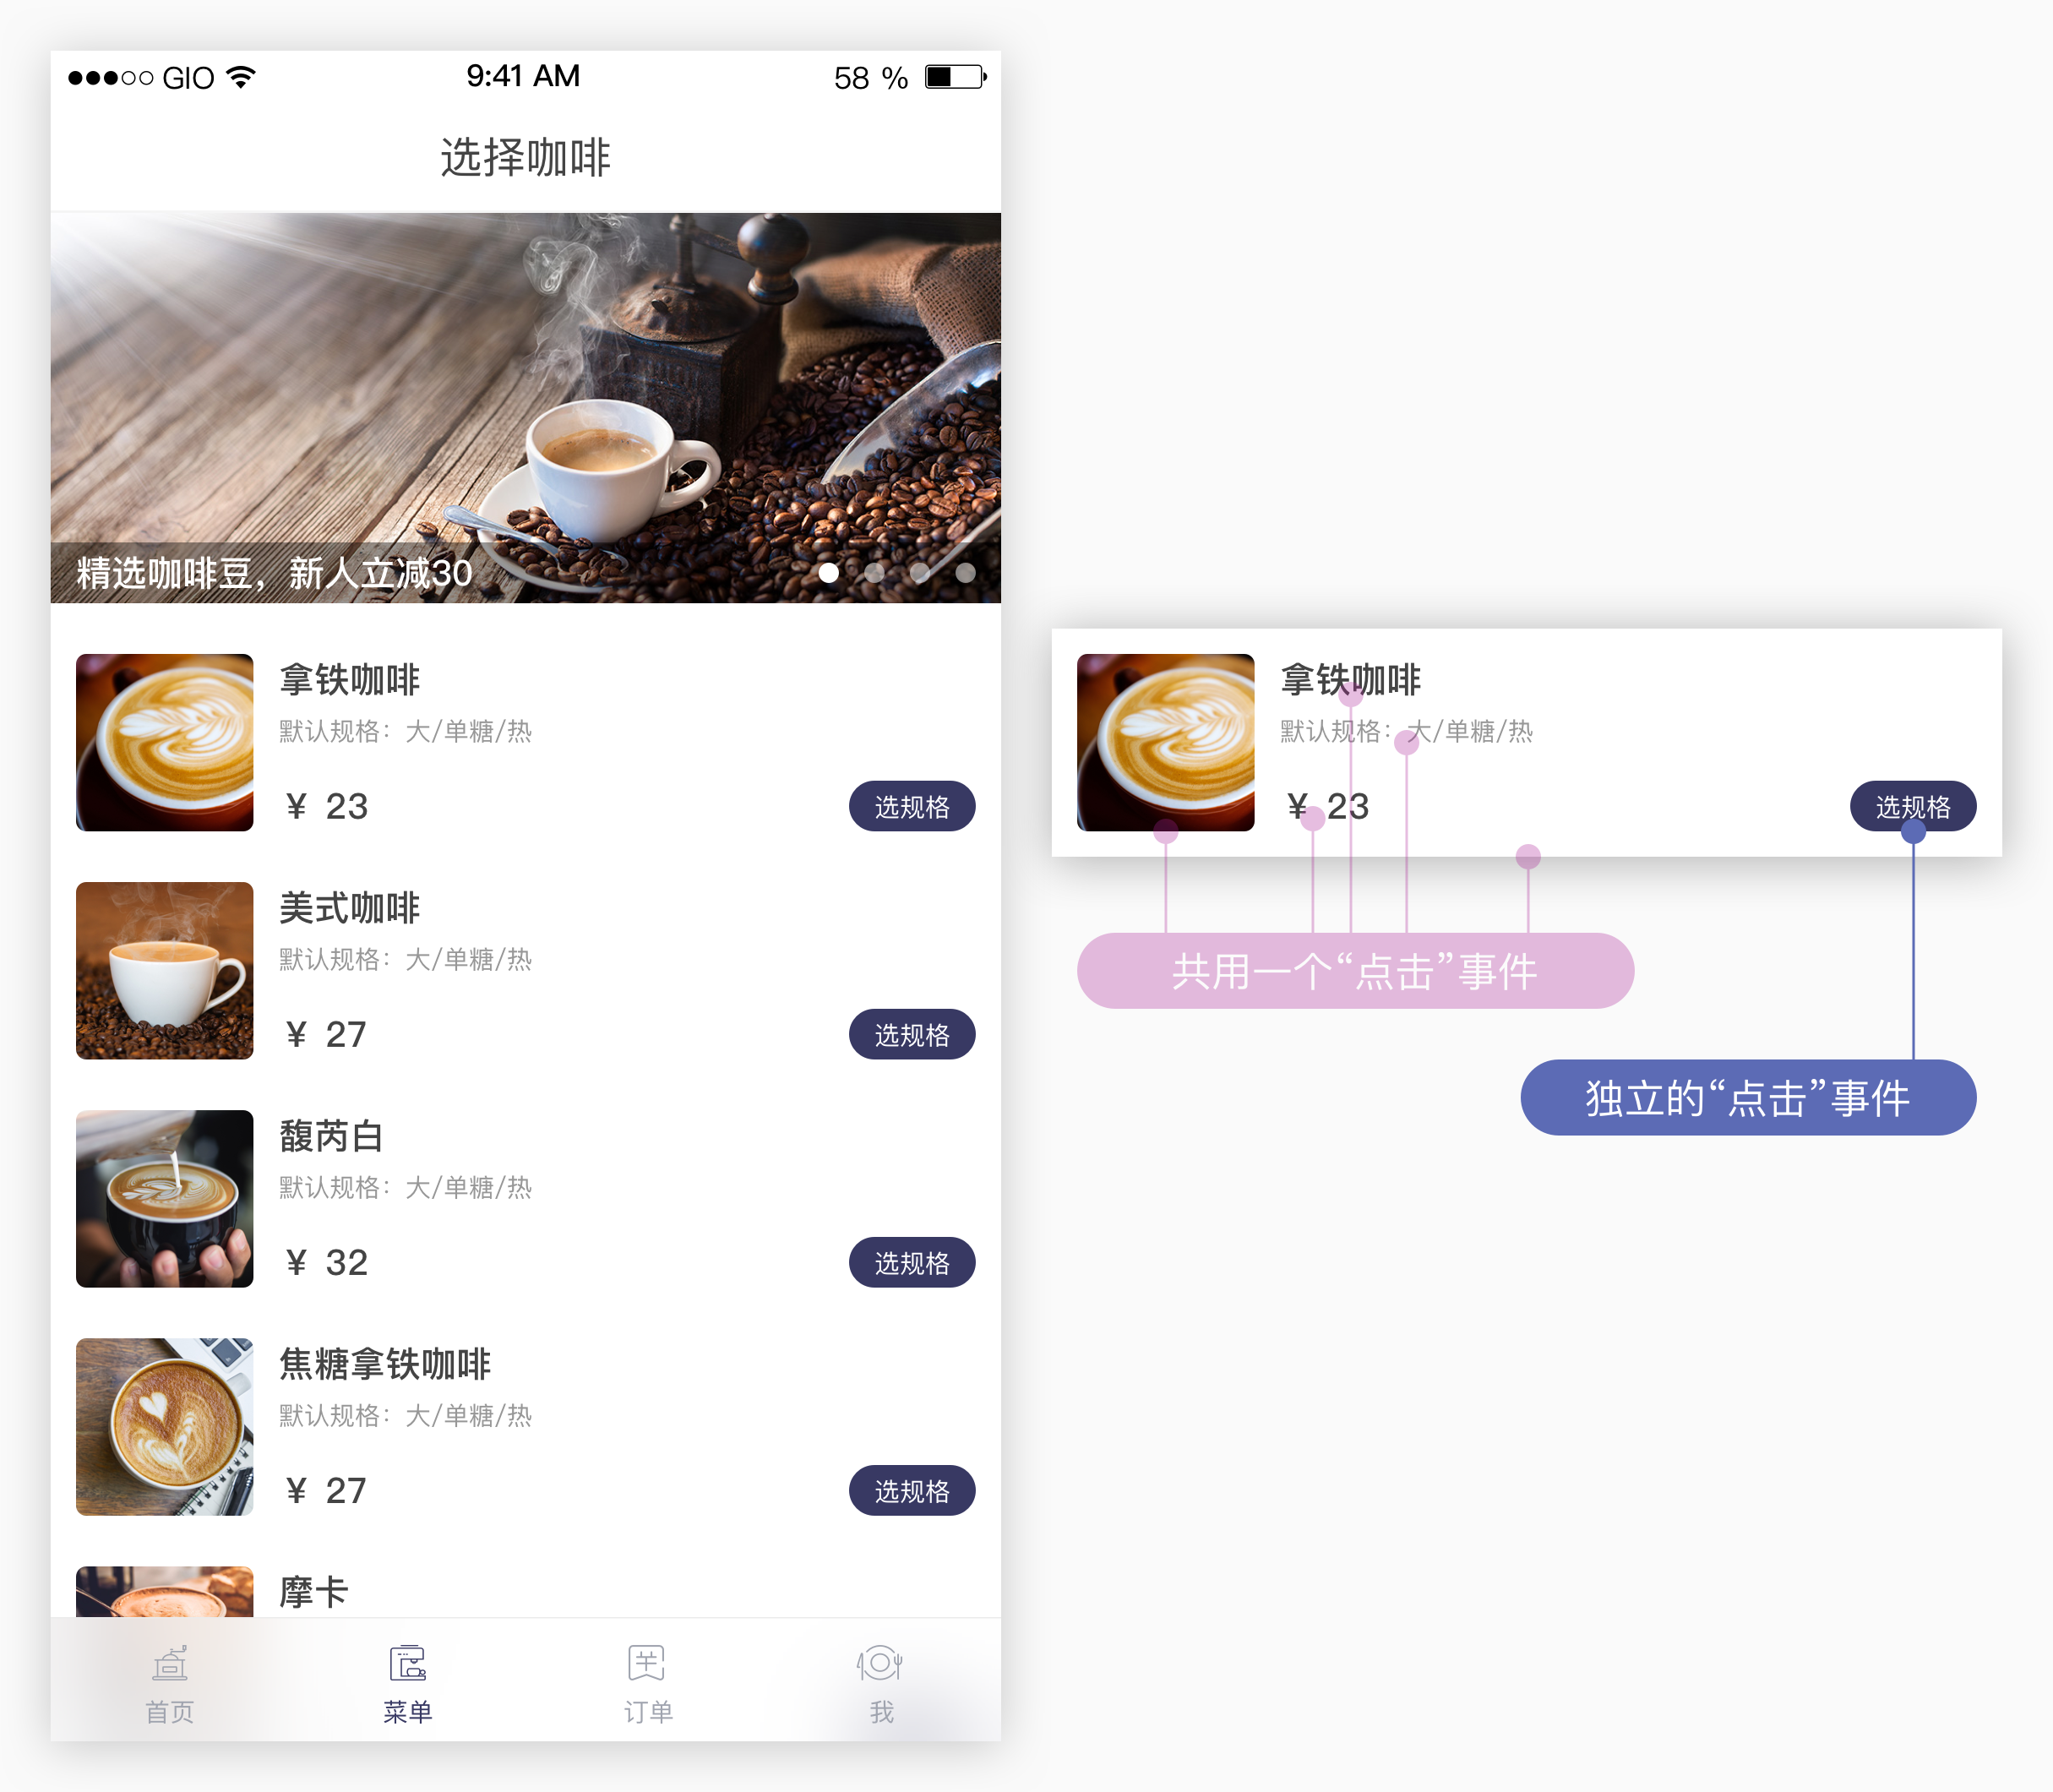 GIO
9:41 AM
58 %
选择咖啡
精选咖啡豆，新人立减30
拿铁咖啡
默认规格：大/单糖/热
¥ 23
选规格
美式咖啡
默认规格：大/单糖/热
¥ 27
选规格
馥芮白
默认规格：大/单糖/热
¥ 32
选规格
焦糖拿铁咖啡
默认规格：大/单糖/热
¥ 27
选规格
摩卡
首页
菜单
订单
我
拿铁咖啡
默认规格：大/单糖/热
¥ 23
选规格
共用一个“点击”事件
独立的“点击”事件